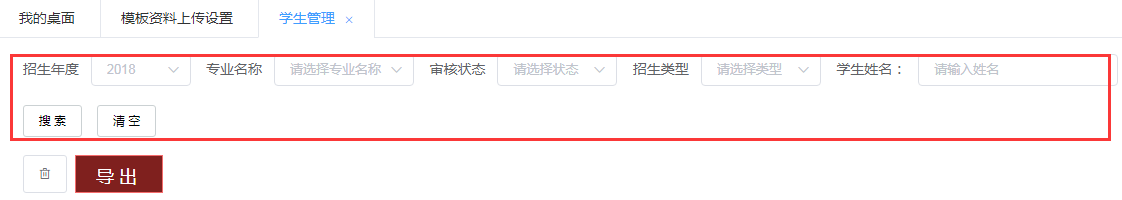 我的桌面 模板资料上传设置 学生管理 ×
招生年度 2018 专业名称 请选择专业名称 审核状态 请选择状态 招生类型 请选择类型 学生姓名： 请输入姓名
搜 索 清 空
导 出